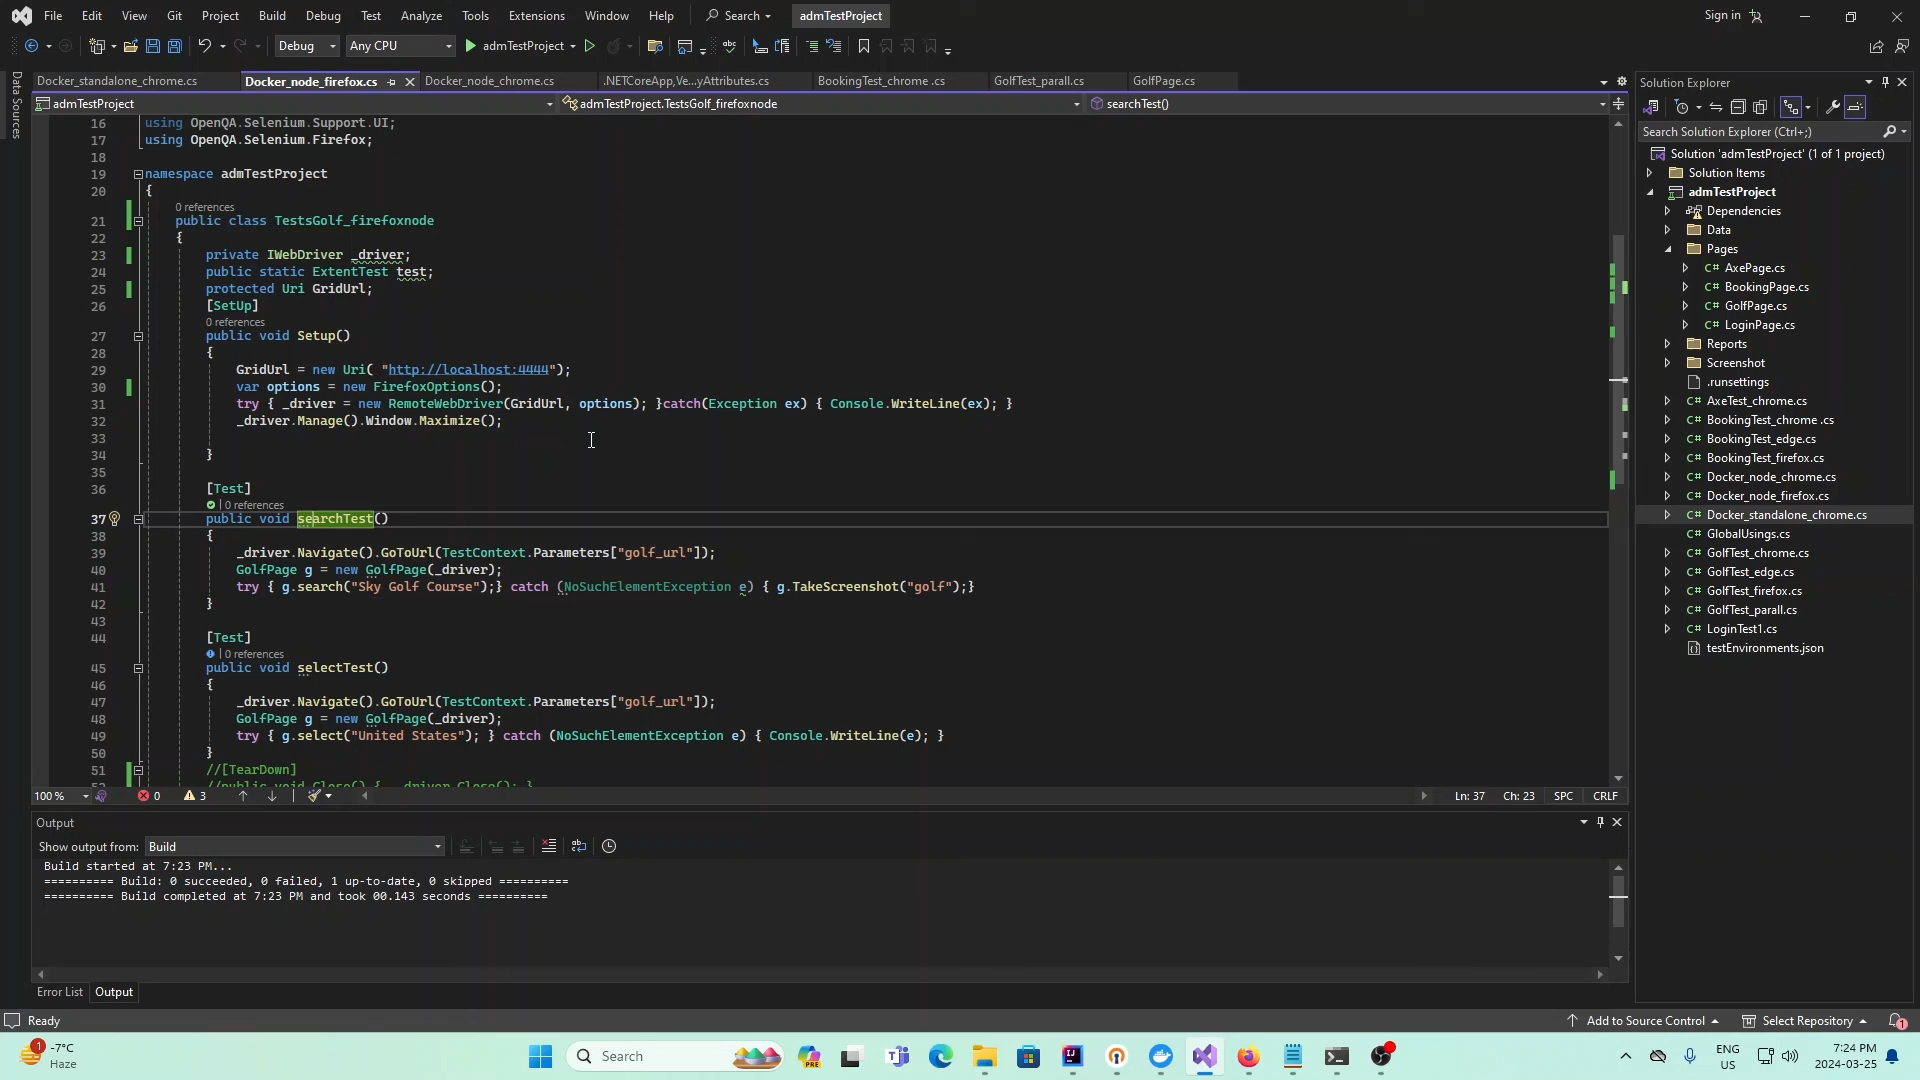 File Edit View Git Project Build Debug Test Analyze Tools Extensions Window Help Search admTestProject Sign in
Debug Any CPU admTestProject
Docker_standalone_chrome.cs Docker_node_firefox.cs Docker_node_chrome.cs .NETCoreApp,Ve...yAttributes.cs BookingTest_chrome .cs GolfTest_parall.cs GolfPage.cs
Data Sources
admTestProject admTestProject.TestsGolf_firefoxnode searchTest()
16 using OpenQA.Selenium.Support.UI;
17 using OpenQA.Selenium.Firefox;
18
19 namespace admTestProject
20 {
0 references
21 public class TestsGolf_firefoxnode
22 {
23 private IWebDriver _driver;
24 public static ExtentTest test;
25 protected Uri GridUrl;
26 [SetUp]
0 references
27 public void Setup()
28 {
29 GridUrl = new Uri( "http://localhost:4444");
30 var options = new FirefoxOptions();
31 try { _driver = new RemoteWebDriver(GridUrl, options); }catch(Exception ex) { Console.WriteLine(ex); }
32 _driver.Manage().Window.Maximize();
33
34 }
35
36 [Test]
| 0 references
37 public void searchTest()
38 {
39 _driver.Navigate().GoToUrl(TestContext.Parameters["golf_url"]);
40 GolfPage g = new GolfPage(_driver);
41 try { g.search("Sky Golf Course");} catch (NoSuchElementException e) { g.TakeScreenshot("golf");}
42 }
43
44 [Test]
| 0 references
45 public void selectTest()
46 {
47 _driver.Navigate().GoToUrl(TestContext.Parameters["golf_url"]);
48 GolfPage g = new GolfPage(_driver);
49 try { g.select("United States"); } catch (NoSuchElementException e) { Console.WriteLine(e); }
50 }
51 //[TearDown]
//public void Close() { _driver.Close(); }
100 % 0 3 Ln: 37 Ch: 23 SPC CRLF
Output
Show output from: Build
Build started at 7:23 PM...
========== Build: 0 succeeded, 0 failed, 1 up-to-date, 0 skipped ==========
========== Build completed at 7:23 PM and took 00.143 seconds ==========
Error List Output
Solution Explorer
Search Solution Explorer (Ctrl+;)
Solution 'admTestProject' (1 of 1 project)
Solution Items
admTestProject
Dependencies
Data
Pages
C# AxePage.cs
C# BookingPage.cs
C# GolfPage.cs
C# LoginPage.cs
Reports
Screenshot
.runsettings
C# AxeTest_chrome.cs
C# BookingTest_chrome .cs
C# BookingTest_edge.cs
C# BookingTest_firefox.cs
C# Docker_node_chrome.cs
C# Docker_node_firefox.cs
C# Docker_standalone_chrome.cs
C# GlobalUsings.cs
C# GolfTest_chrome.cs
C# GolfTest_edge.cs
C# GolfTest_firefox.cs
C# GolfTest_parall.cs
C# LoginTest1.cs
testEnvironments.json
Ready Add to Source Control Select Repository 1
1 -7°C
Haze
Search
PRE
ENG
US
7:24 PM
2024-03-25